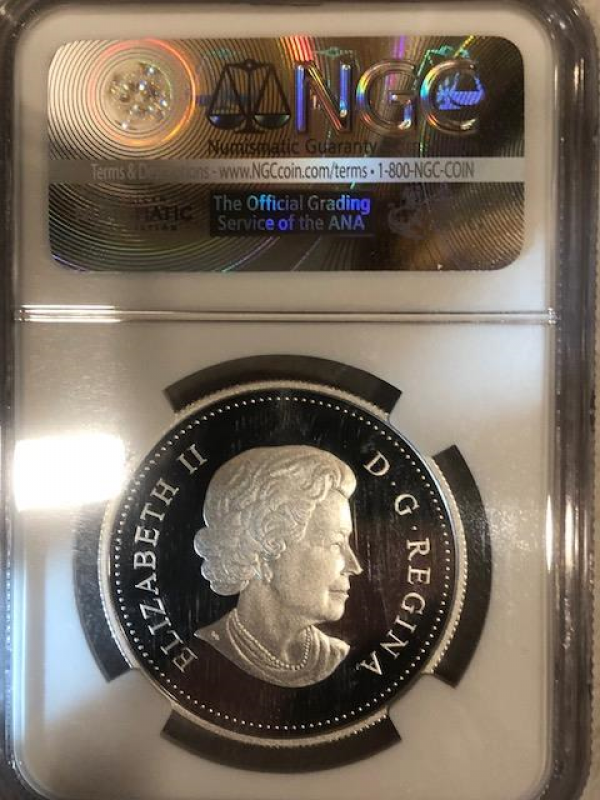 NGC
Numismatic Guaranty
Terms & Definitions - www.NGCcoin.com/terms • 1-800-NGC-COIN
The Official Grading
Service of the ANA
ELIZABETH II
D·G·REGINA